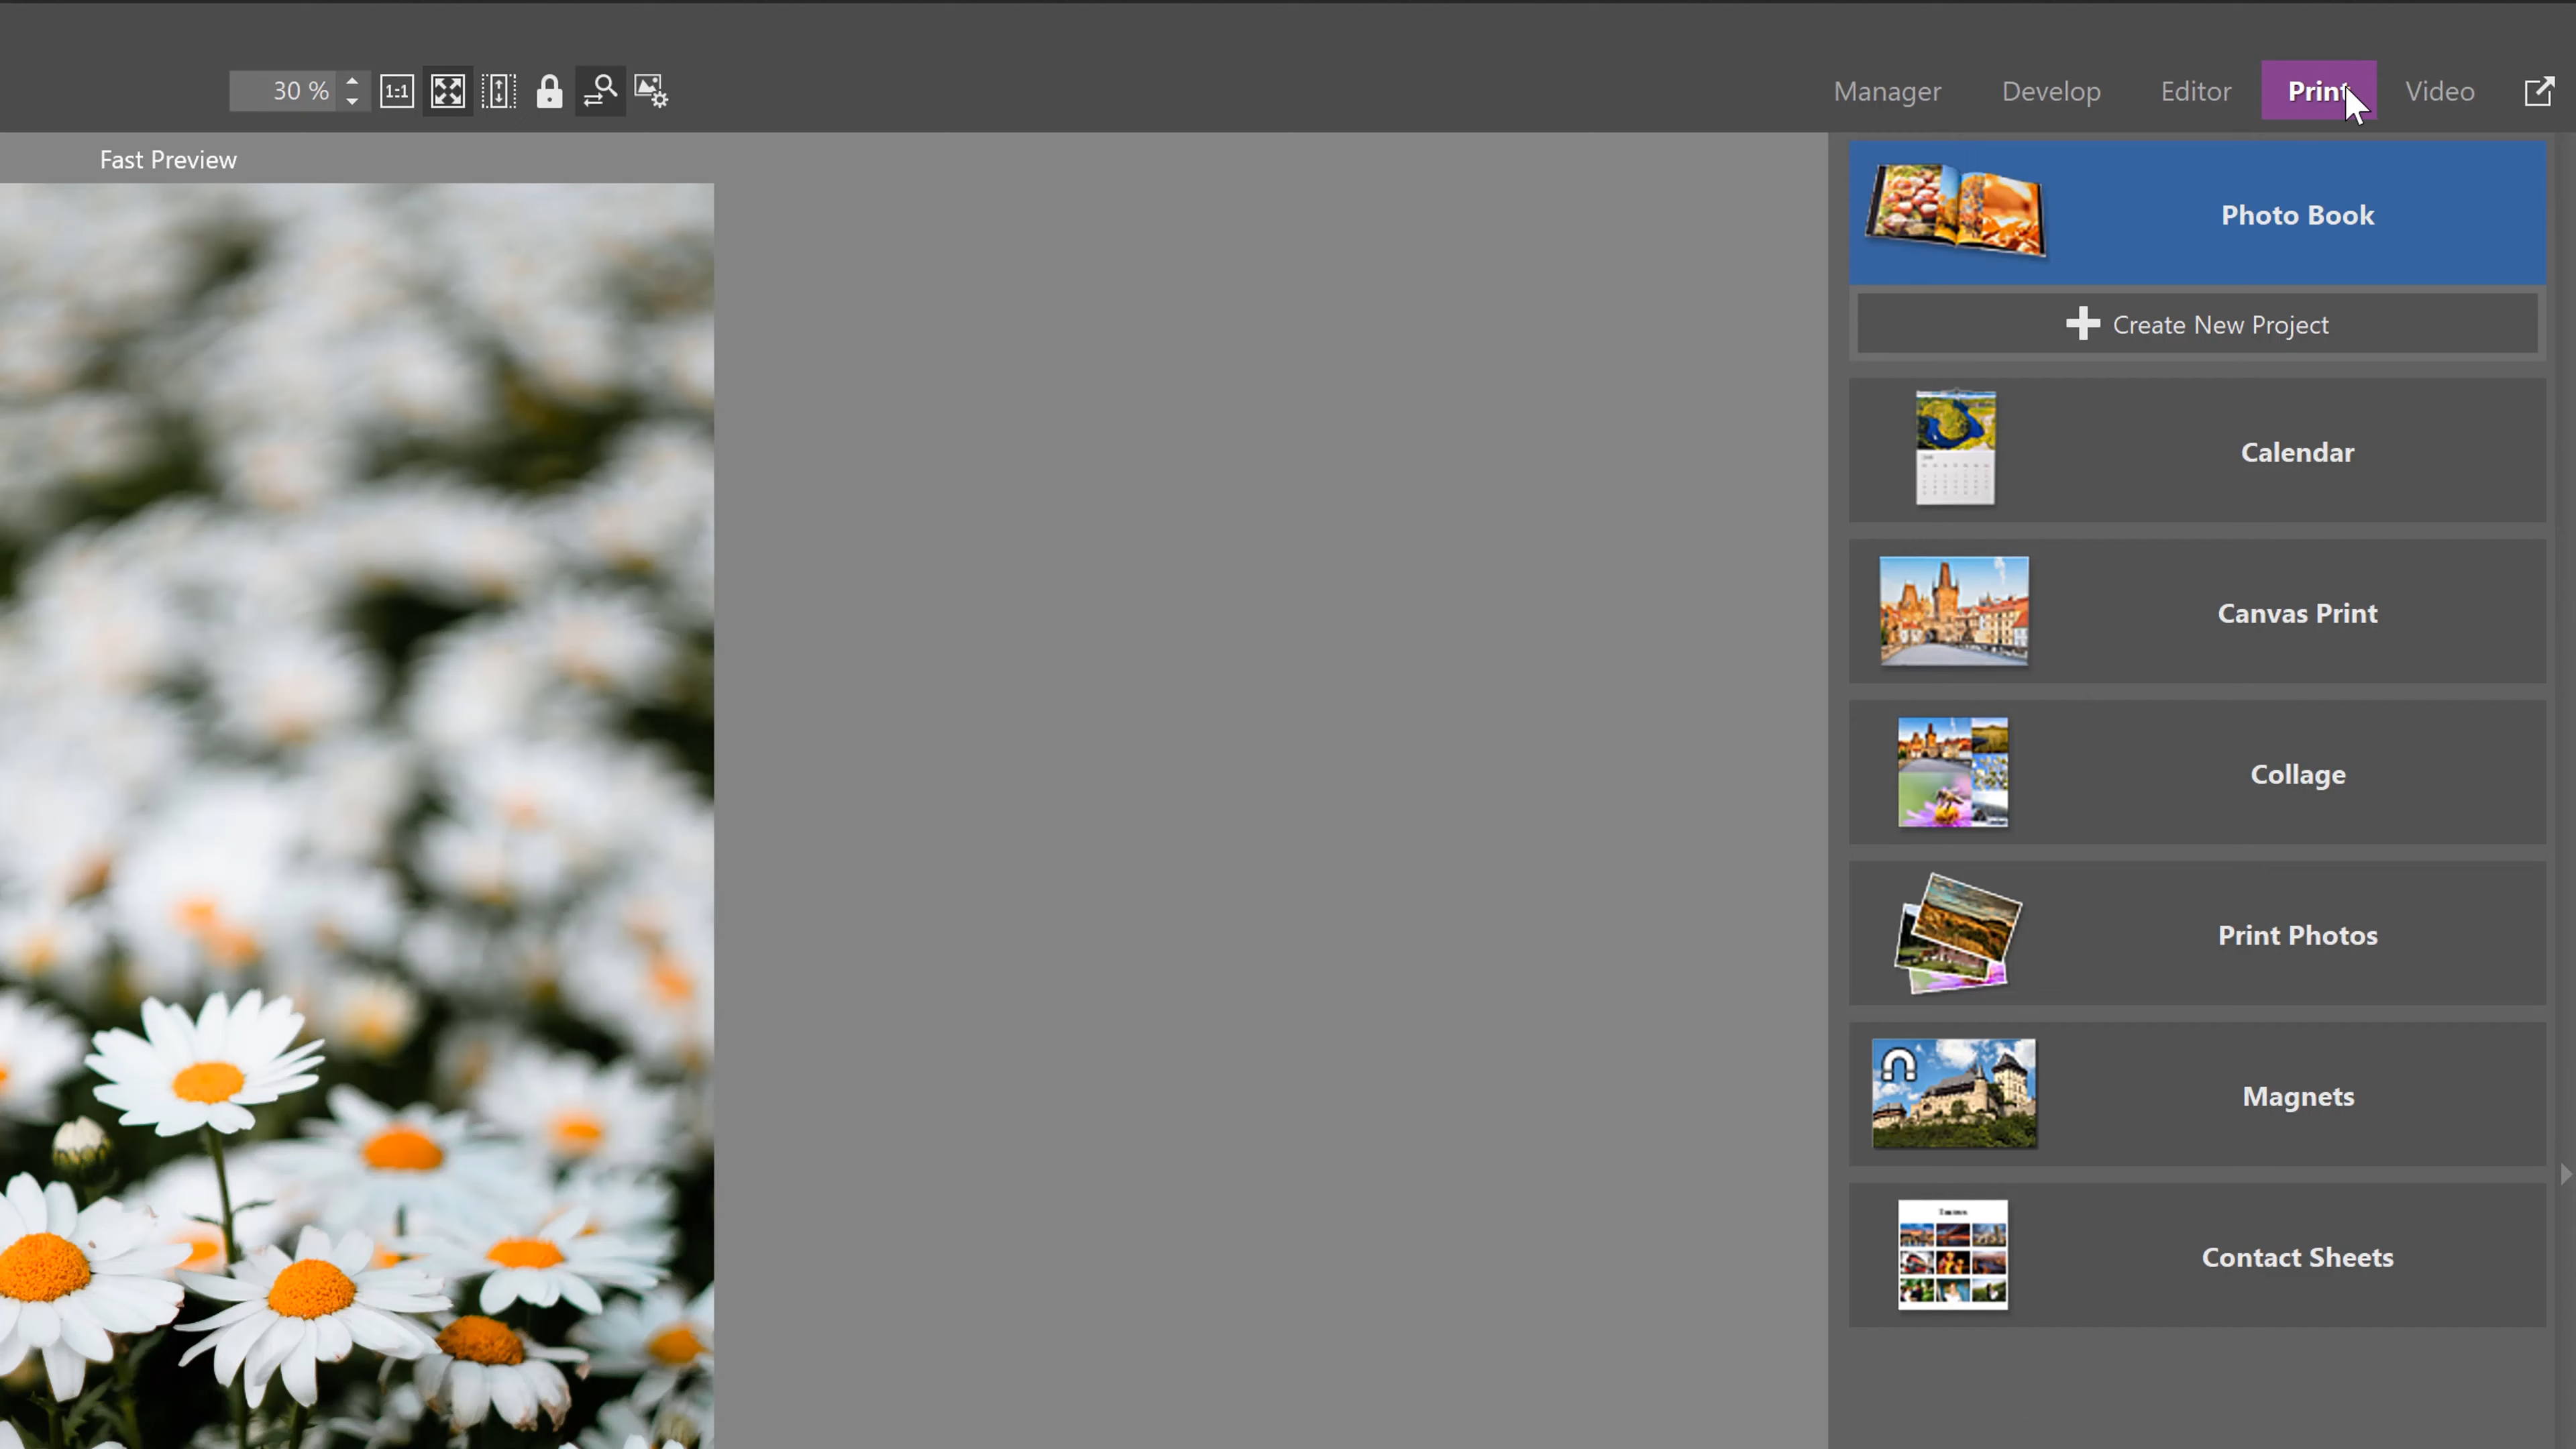 30 %
1-1
Manager
Develop
Editor
Print
Video
Fast Preview
Photo Book
Create New Project
Calendar
Canvas Print
Collage
Print Photos
Magnets
Contact Sheets